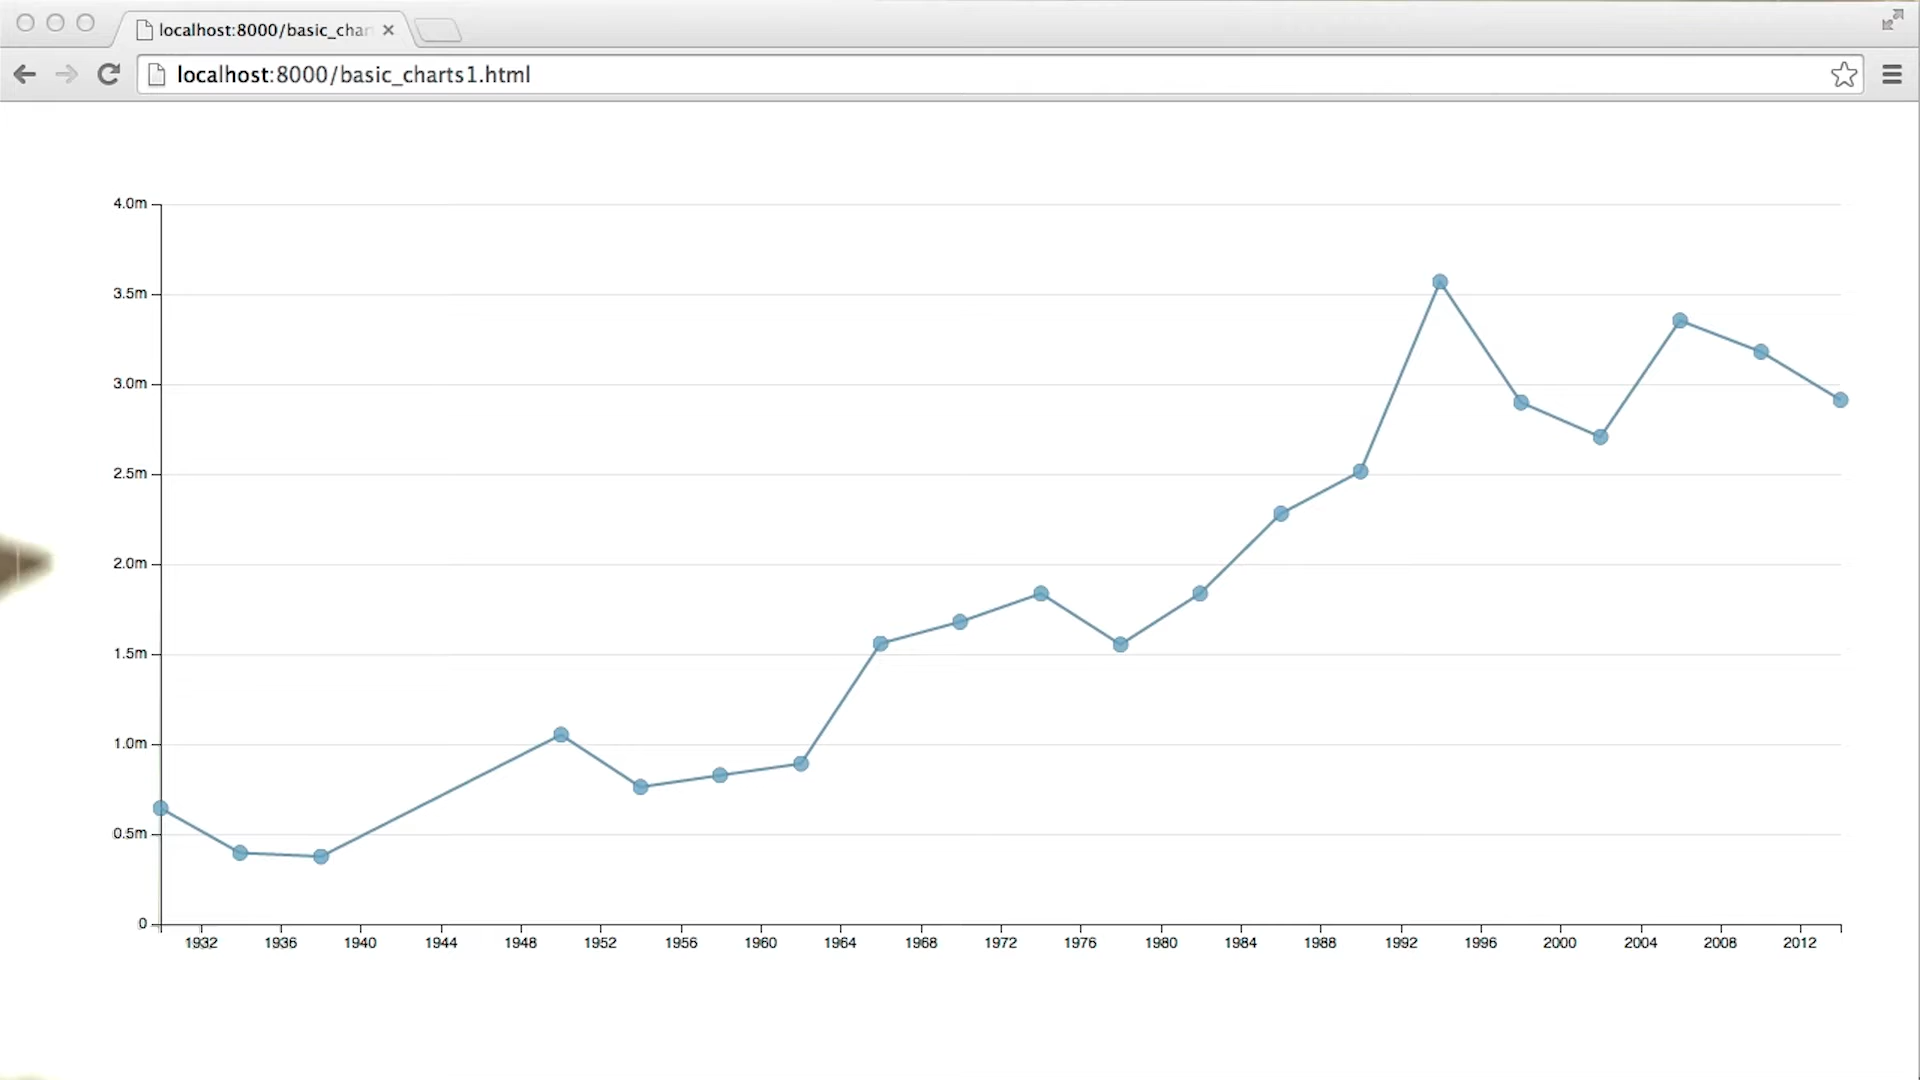 localhost:8000/basic_char
localhost:8000/basic_charts1.html
4.0m
3.5m
3.0m
2.5m
2.0m
1.5m
1.0m
0.5m
0
1932 1936 1940 1944 1948 1952 1956 1960 1964 1968 1972 1976 1980 1984 1988 1992 1996 2000 2004 2008 2012